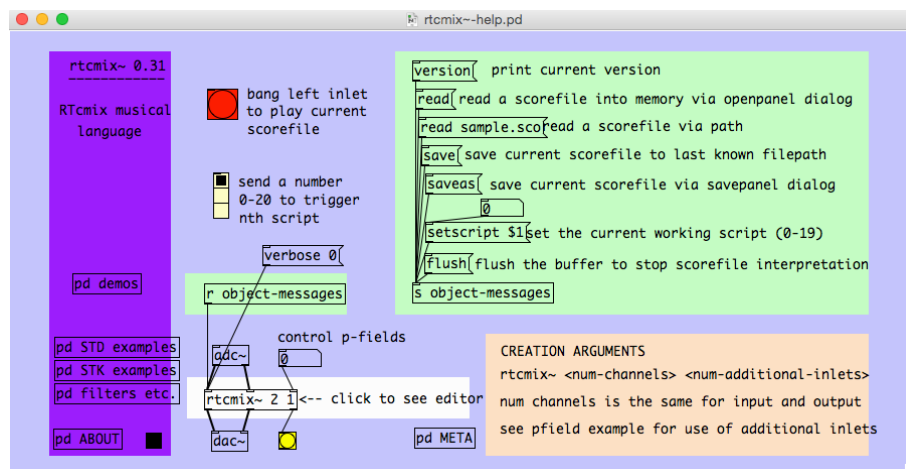 rtcmix~-help.pd
rtcmix~ 0.31
------------
RTcmix musical
language
bang left inlet
to play current
scorefile
send a number
0-20 to trigger
nth script
verbose 0
pd demos
r object-messages
pd STD examples
pd STK examples
pd filters etc.
pd ABOUT
adc~
control p-fields
0
rtcmix~ 2 1
<-- click to see editor
dac~
version
print current version
read
read a scorefile into memory via openpanel dialog
read sample.sco
read a scorefile via path
save
save current scorefile to last known filepath
saveas
save current scorefile via savepanel dialog
0
setscript $1
set the current working script (0-19)
flush
flush the buffer to stop scorefile interpretation
s object-messages
pd META
CREATION ARGUMENTS
rtcmix~ <num-channels> <num-additional-inlets>
num channels is the same for input and output
see pfield example for use of additional inlets